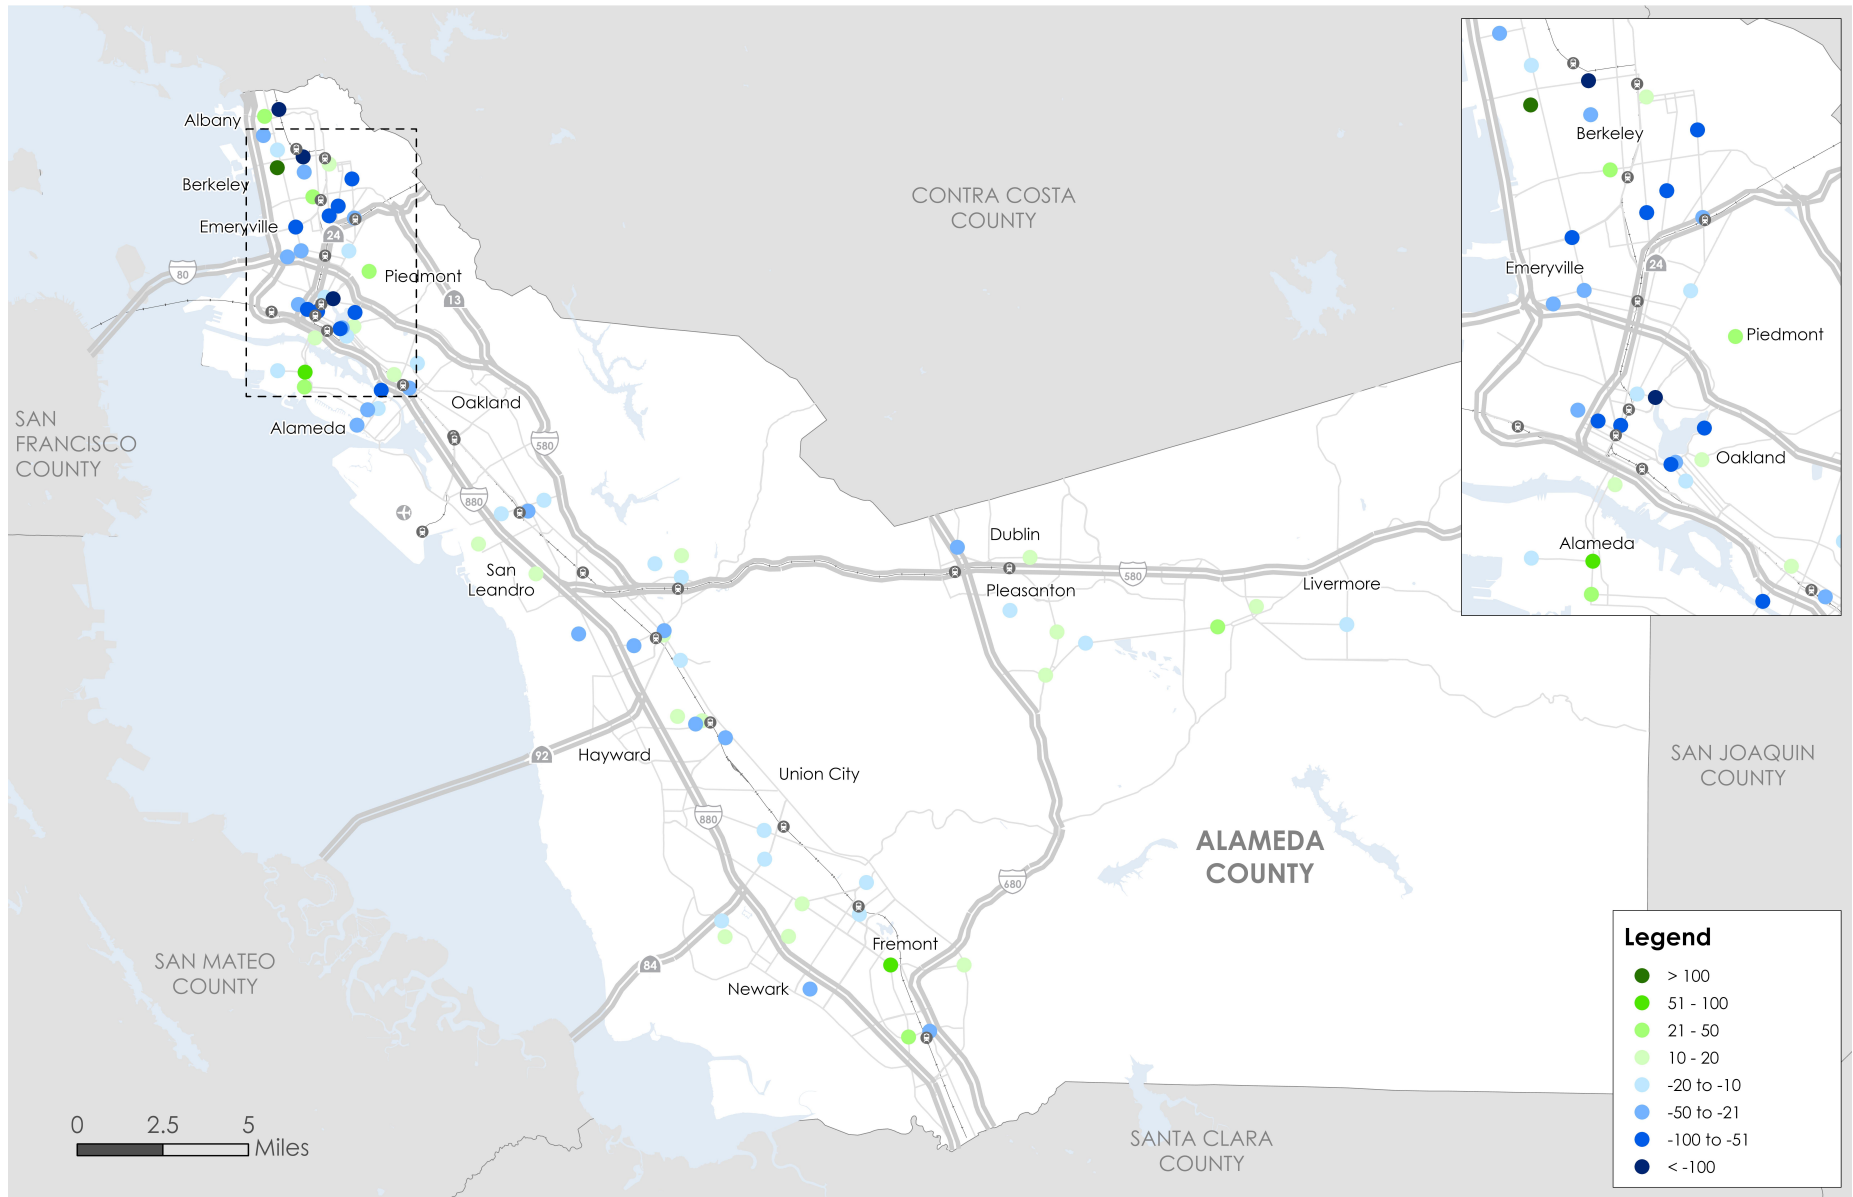 Albany
Berkeley
Emeryville
24
80
Piedmont
13
CONTRA COSTA
COUNTY
SAN
FRANCISCO
COUNTY
Alameda
Oakland
580
880
San
Leandro
Dublin
Pleasanton
580
Livermore
92
Hayward
Union City
880
680
ALAMEDA
COUNTY
SAN JOAQUIN
COUNTY
SAN MATEO
COUNTY
84
Fremont
Newark
SANTA CLARA
COUNTY
0 2.5 5
Miles
Berkeley
24
Emeryville
Piedmont
Oakland
Alameda
Legend
> 100
51 - 100
21 - 50
10 - 20
-20 to -10
-50 to -21
-100 to -51
< -100